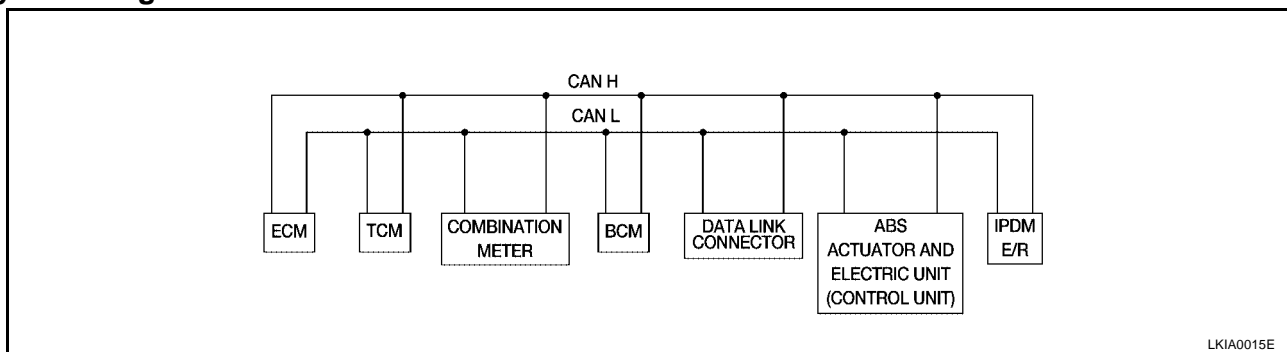 CAN H
CAN L
ECM
TCM
COMBINATION
METER
BCM
DATA LINK
CONNECTOR
ABS
ACTUATOR AND
ELECTRIC UNIT
(CONTROL UNIT)
IPDM
E/R
LKIA0015E